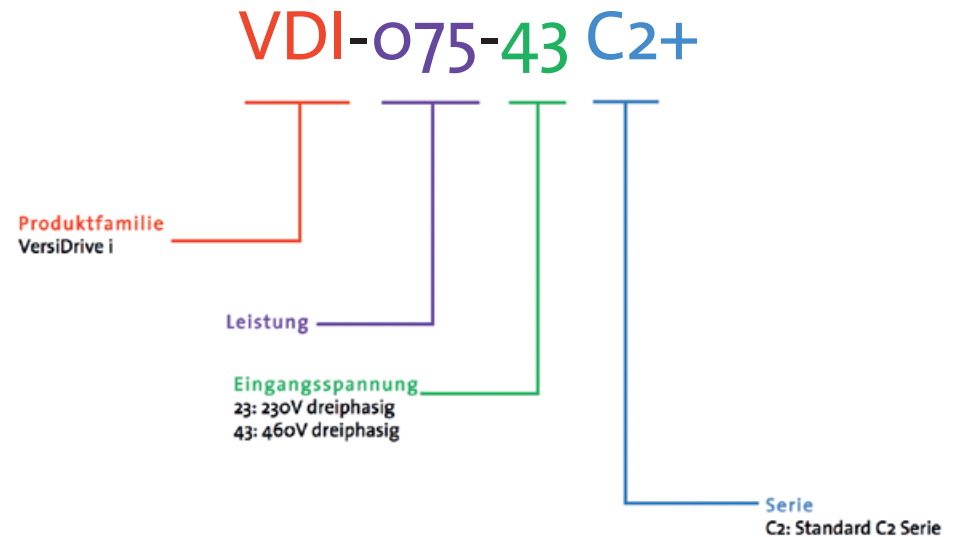 VDI-075-43 C2+
Produktfamilie
VersiDrive i
Leistung
Eingangsspannung
23: 230V dreiphasig
43: 460V dreiphasig
Serie
C2: Standard C2 Serie